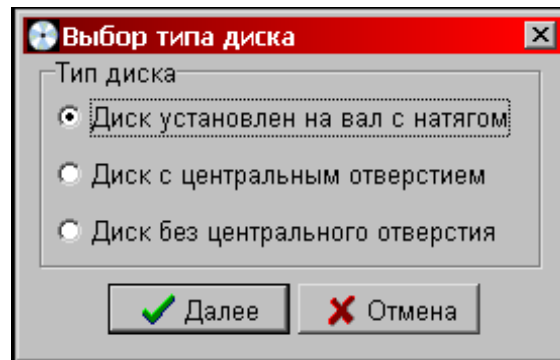 Выбор типа диска
Тип диска
Диск установлен на вал с натягом
Диск с центральным отверстием
Диск без центрального отверстия
Далее
Отмена